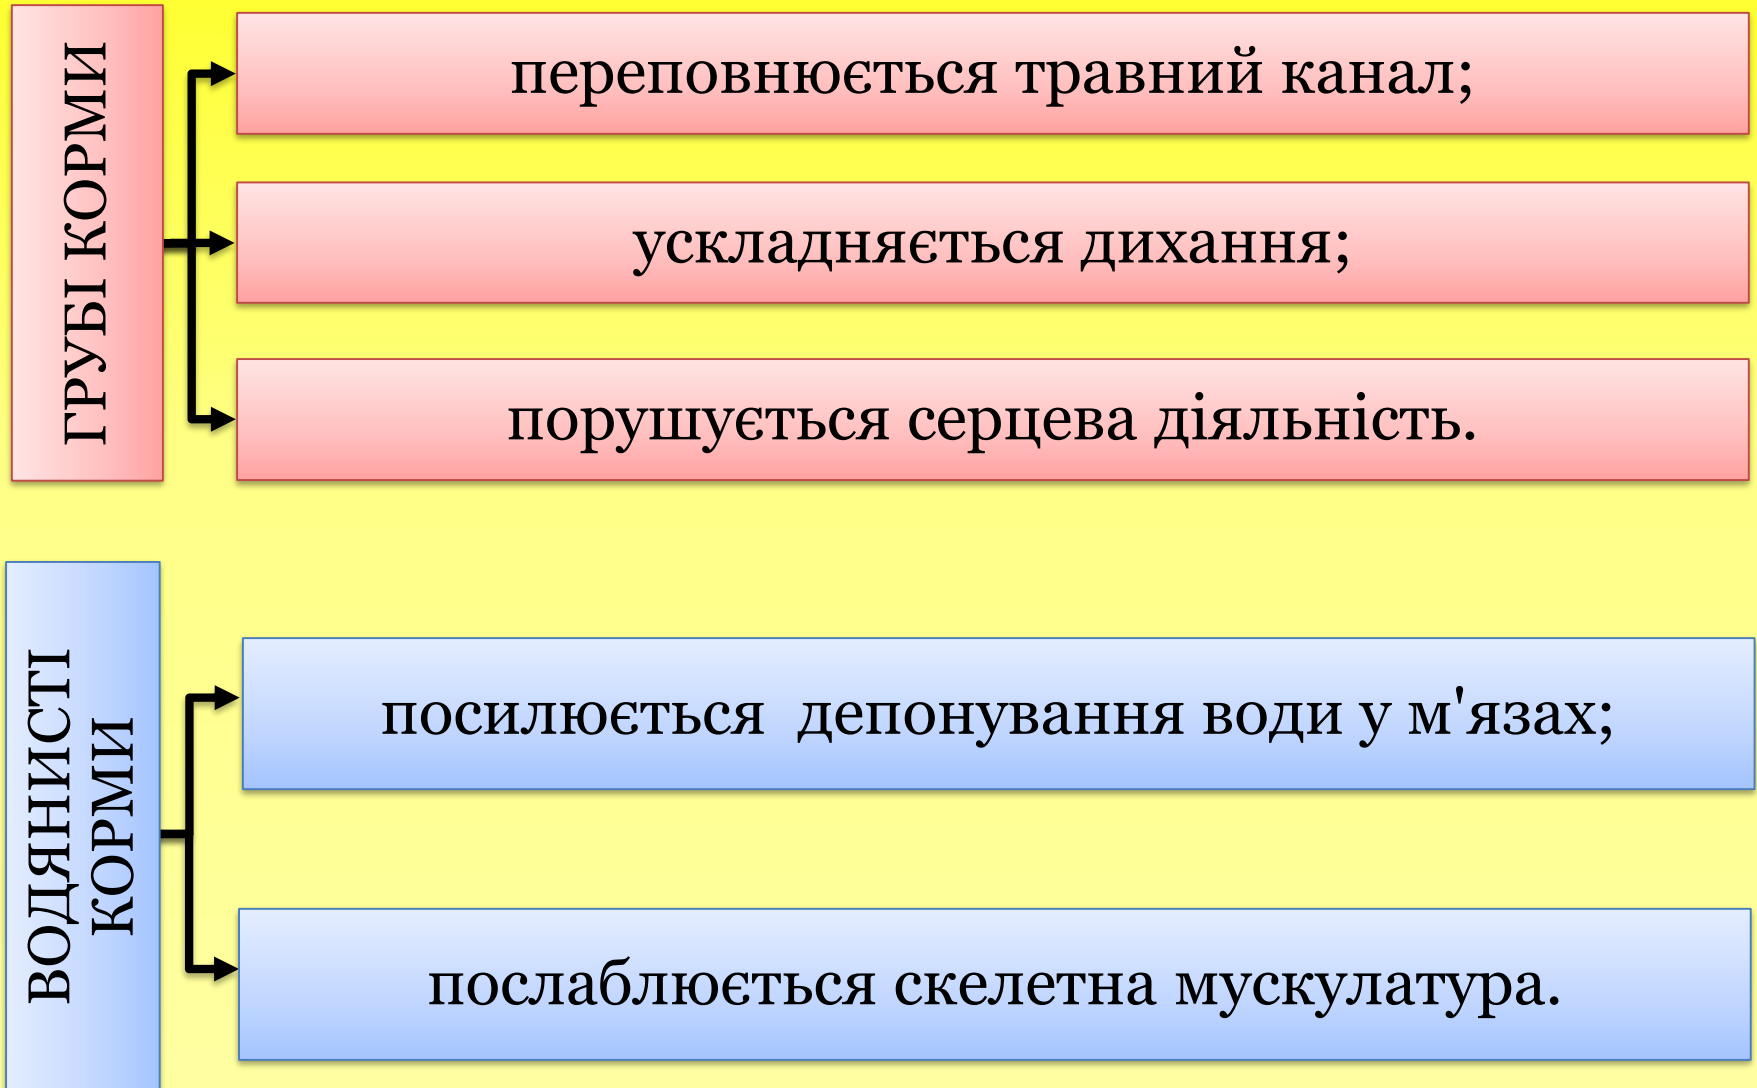 ГРУБІ КОРМИ
переповнюється травний канал;
ускладняється дихання;
порушується серцева діяльність.
ВОДЯНИСТІ
КОРМИ
посилюється депонування води у м'язах;
послаблюється скелетна мускулатура.